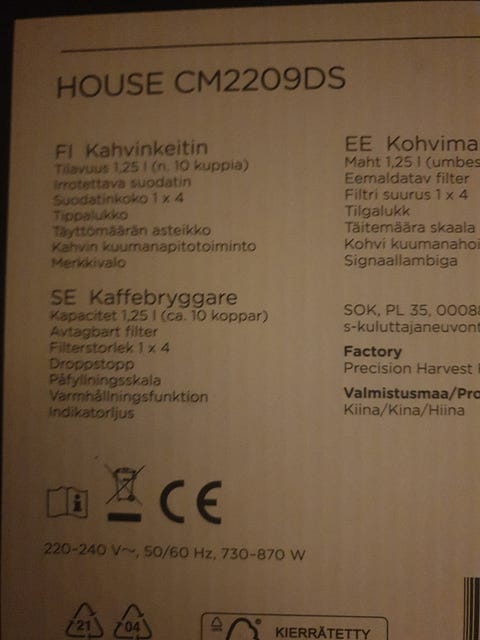 HOUSE CM2209DS
FI Kahvinkeitin
Tilavuus 1,25 l (n. 10 kuppia)
Irrotettava suodatin
Suodatinkoko 1 x 4
Tippalukko
Täyttömäärän asteikko
Kahvin kuumanapitotoiminto
Merkkivalo
SE Kaffebryggare
Kapacitet 1,25 l (ca. 10 koppar)
Avtagbart filter
Filterstorlek 1 x 4
Droppstopp
Påfyllningsskala
Varmhållningsfunktion
Indikatorljus
EE Kohvima
Maht 1,25 l (umbes
Eemaldatav filter
Filtri suurus 1 x 4
Tilgalukk
Täitemäära skaala
Kohvi kuumanahoi
Signaallambiga
SOK, PL 35, 00088
s-kuluttajaneuvont
Factory
Precision Harvest
Valmistusmaa/Pro
Kiina/Kina/Hiina
CE
220-240 V~, 50/60 Hz, 730-870 W
21
04
KIERRÄTETTY